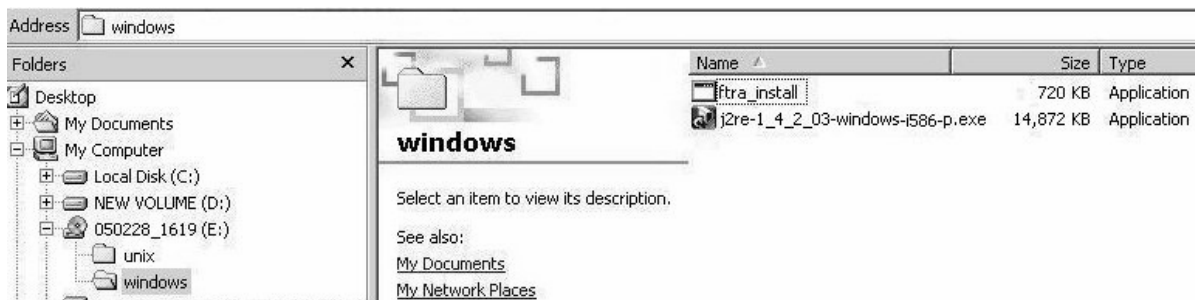 Address windows
Folders ×
Desktop
My Documents
My Computer
Local Disk (C:)
NEW VOLUME (D:)
050228_1619 (E:)
unix
windows
windows
Select an item to view its description.
See also:
My Documents
My Network Places
Name Size Type
ftra_install 720 KB Application
j2re-1_4_2_03-windows-i586-p.exe 14,872 KB Application